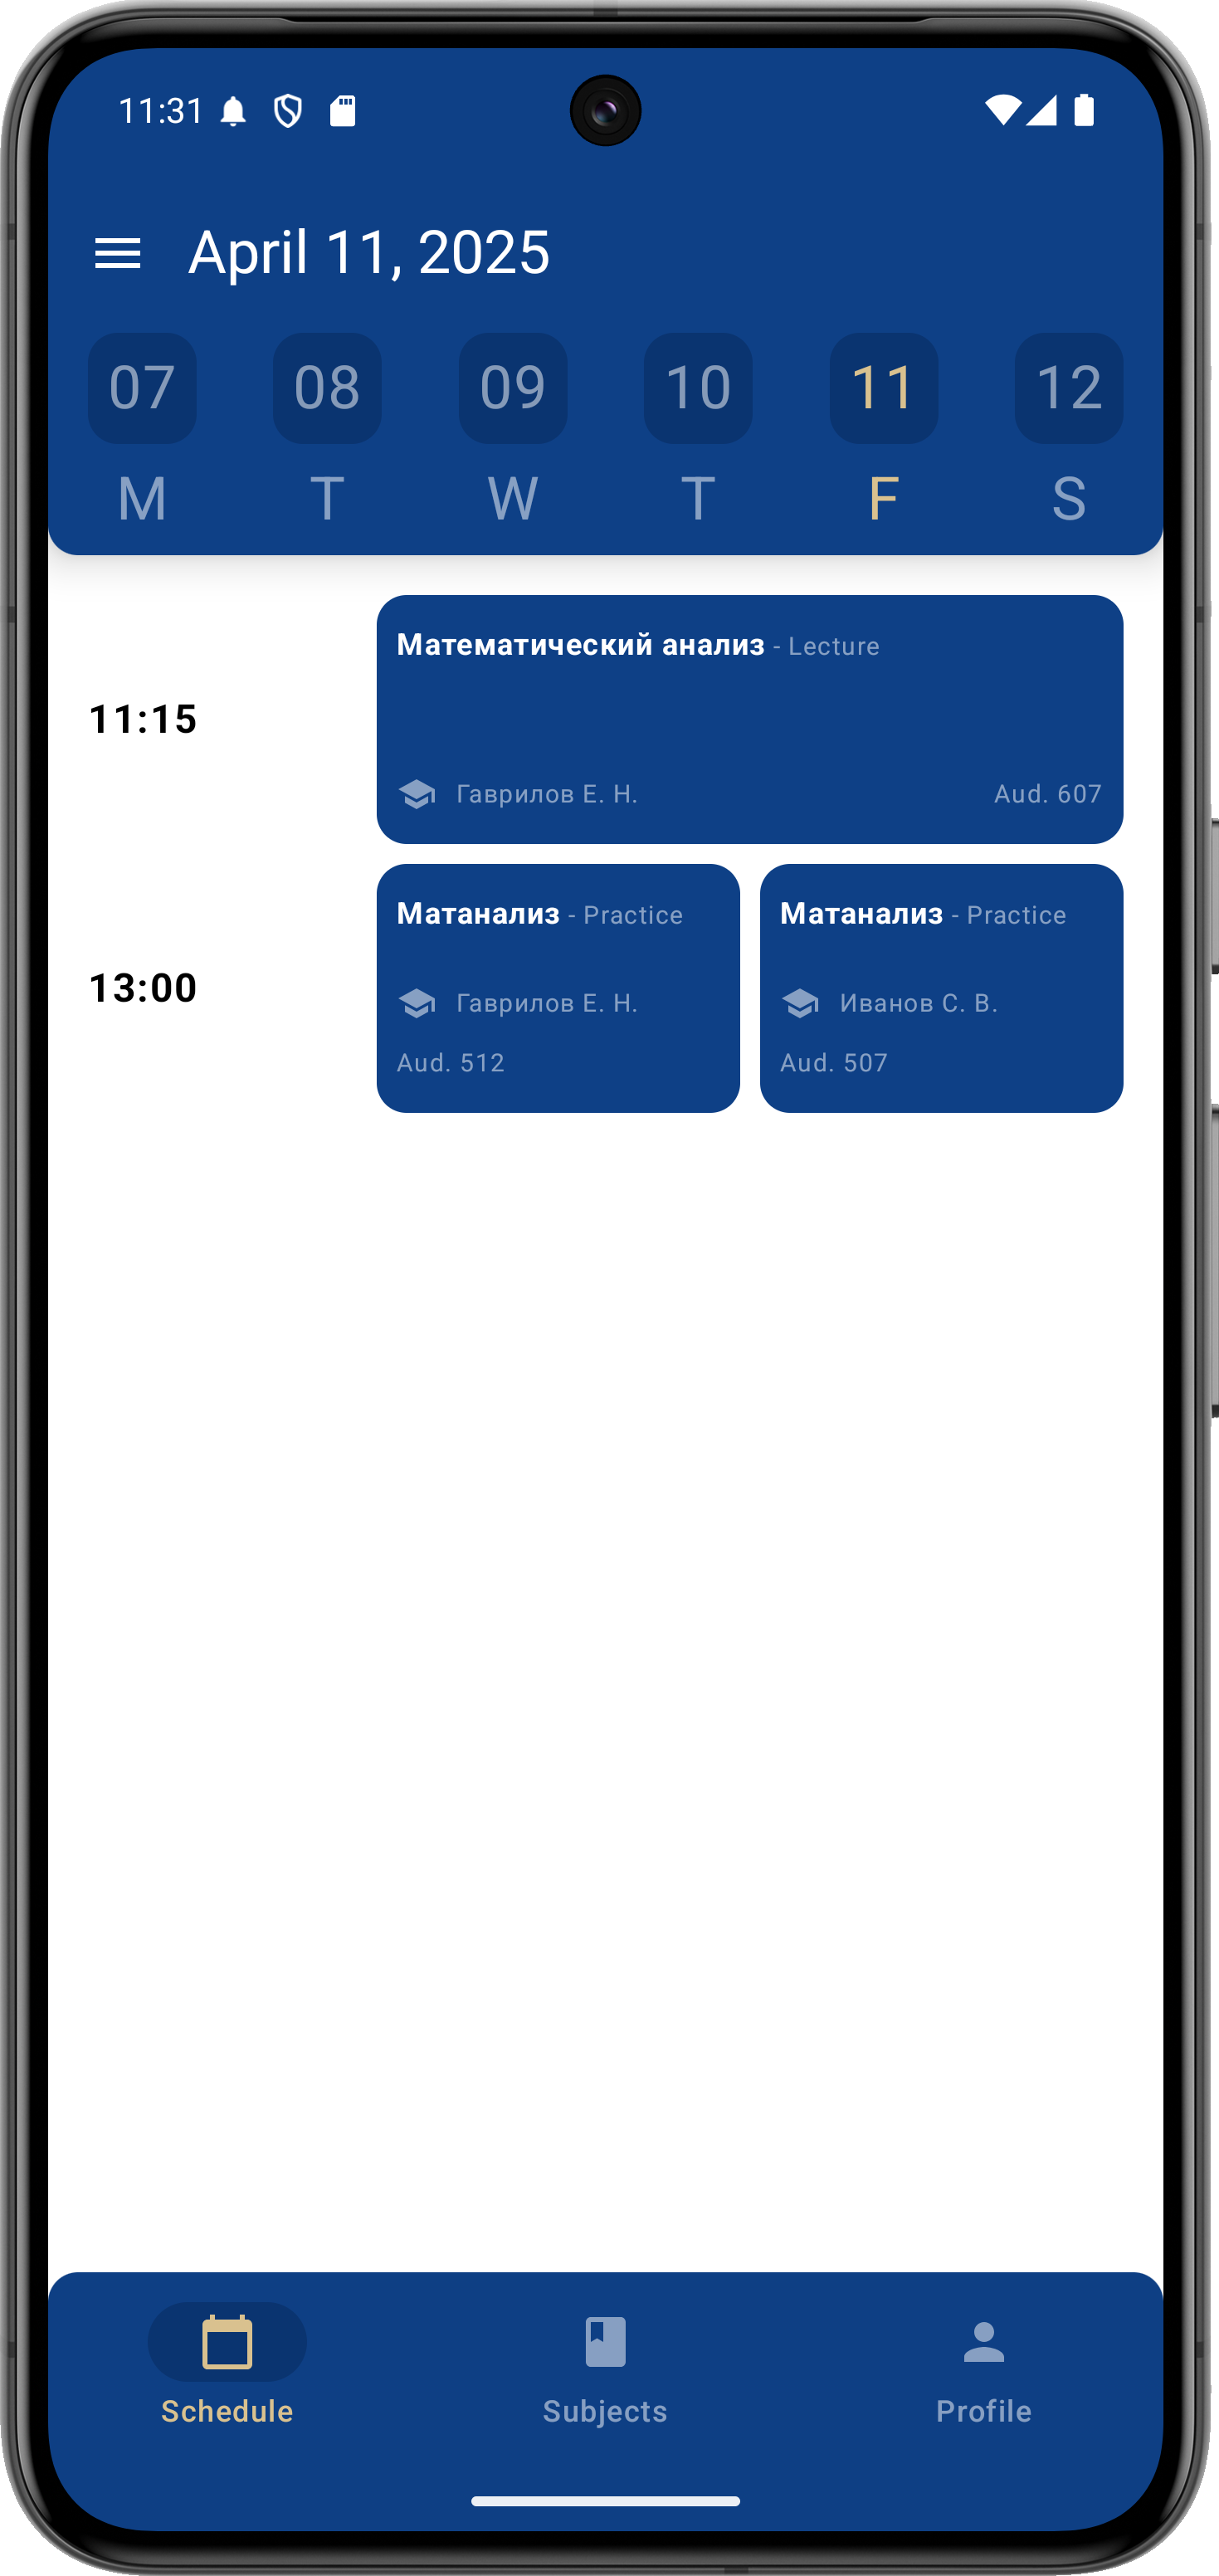 11:31
April 11, 2025
07 08 09 10 11 12
M T W T F S
11:15
Математический анализ - Lecture
Гаврилов Е. Н. Aud. 607
13:00
Матанализ - Practice
Гаврилов Е. Н.
Aud. 512
Матанализ - Practice
Иванов С. В.
Aud. 507
Schedule Subjects Profile